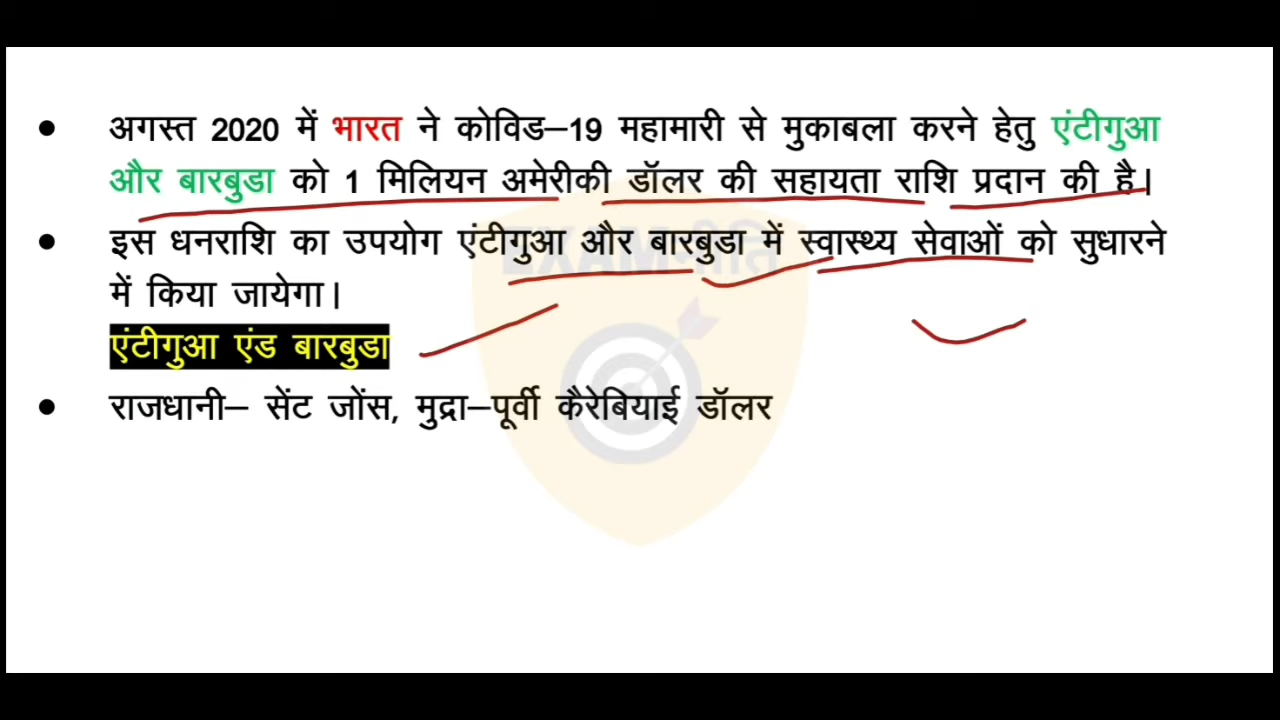 अगस्त 2020 में भारत ने कोविड–19 महामारी से मुकाबला करने हेतु एंटीगुआ
और बारबुडा को 1 मिलियन अमेरीकी डॉलर की सहायता राशि प्रदान की है।
इस धनराशि का उपयोग एंटीगुआ और बारबुडा में स्वास्थ्य सेवाओं को सुधारने
EXAMनीति
में किया जायेगा।
एंटीगुआ एंड बारबुडा
राजधानी– सेंट जोंस, मुद्रा–पूर्वी कैरेबियाई डॉलर